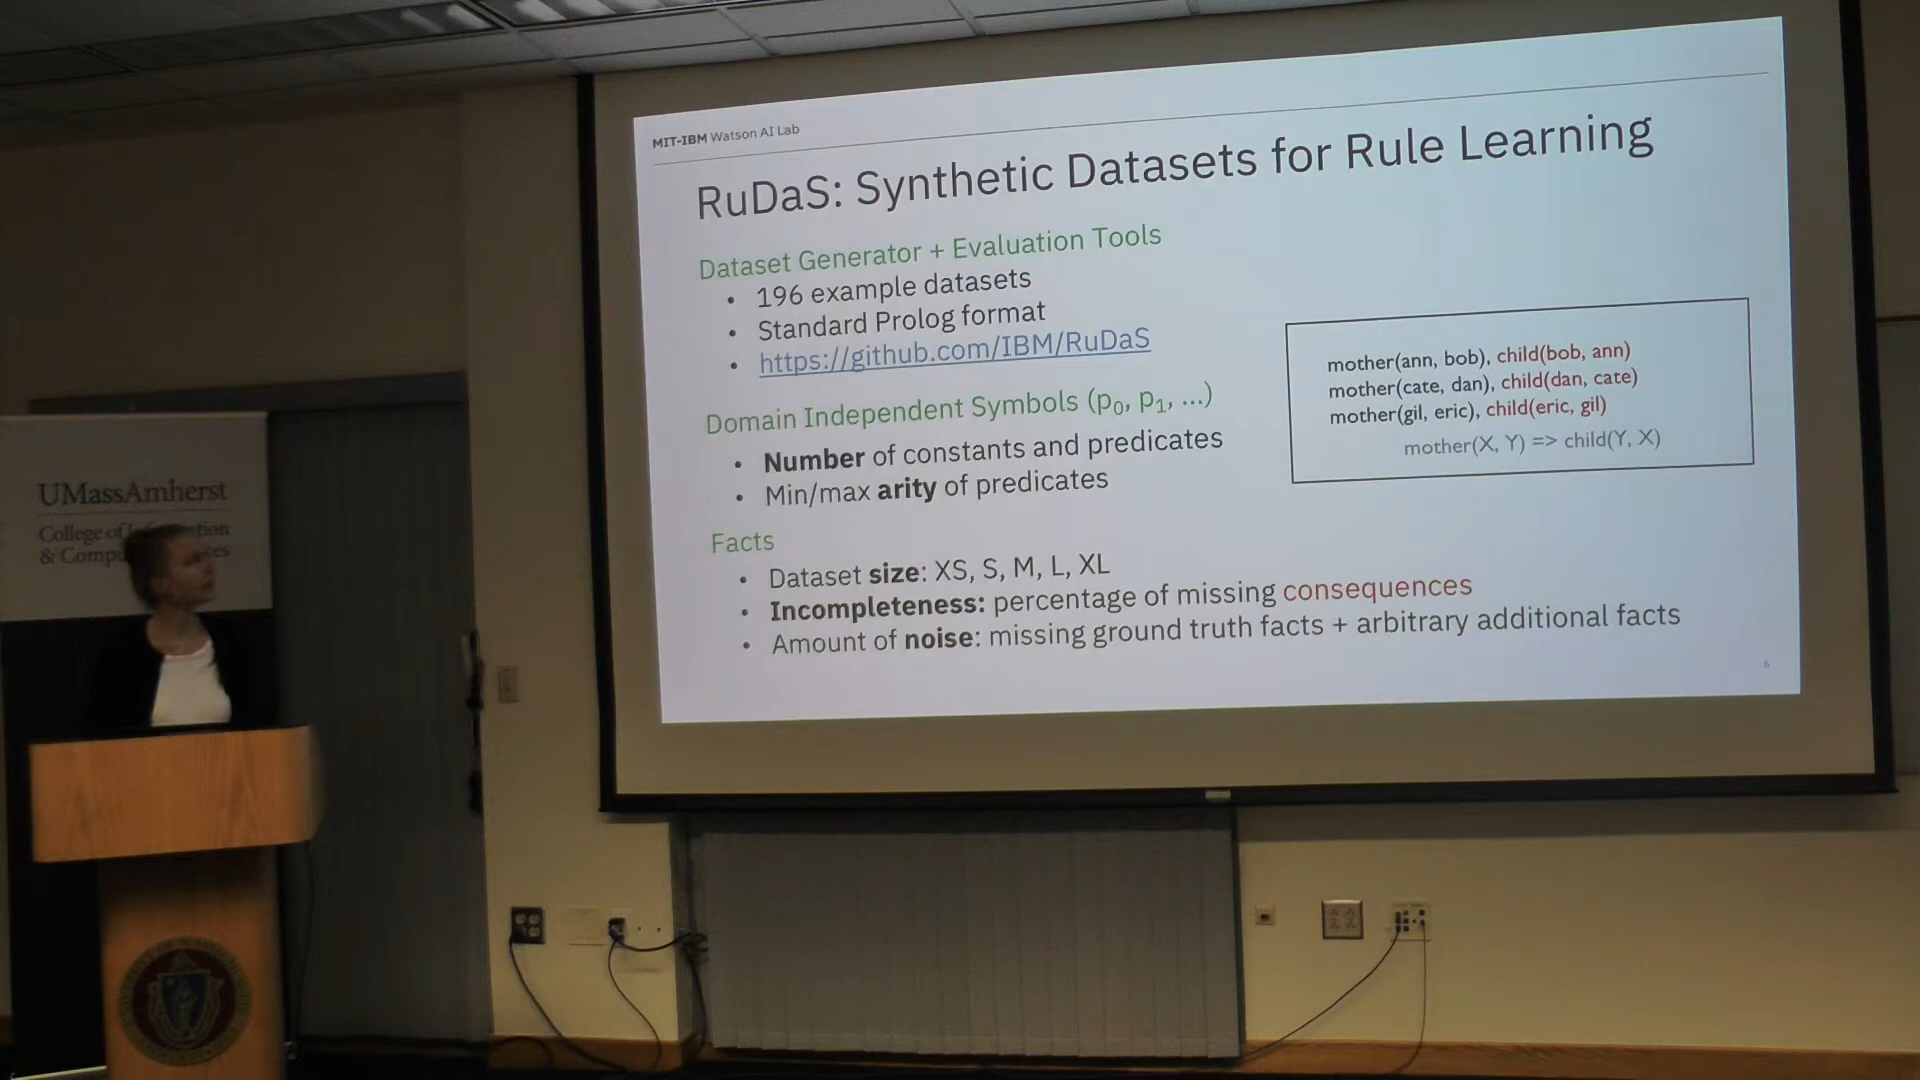 MIT-IBM Watson AI Lab
RuDaS: Synthetic Datasets for Rule Learning
Dataset Generator + Evaluation Tools
• 196 example datasets
• Standard Prolog format
• https://github.com/IBM/RuDaS
Domain Independent Symbols (p₀, p₁, ...)
• Number of constants and predicates
• Min/max arity of predicates
Facts
• Dataset size: XS, S, M, L, XL
• Incompleteness: percentage of missing consequences
• Amount of noise: missing ground truth facts + arbitrary additional facts
mother(ann, bob), child(bob, ann)
mother(cate, dan), child(dan, cate)
mother(gil, eric), child(eric, gil)
mother(X, Y) => child(Y, X)
6
UMassAmherst
College of
&